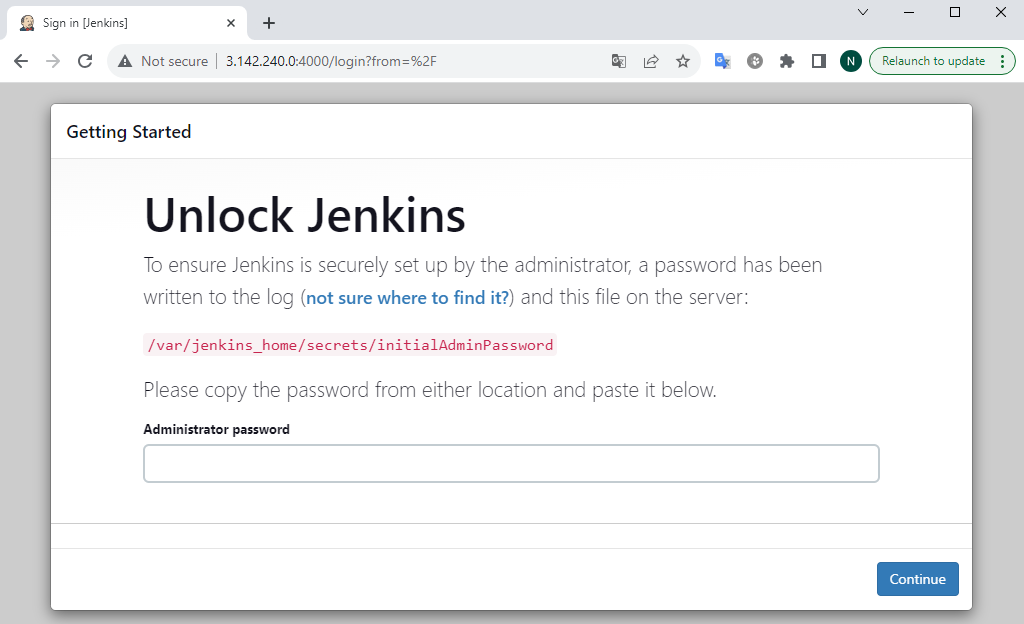 Sign in [Jenkins]
Not secure 3.142.240.0:4000/login?from=%2F
N
Relaunch to update
Getting Started
Unlock Jenkins
To ensure Jenkins is securely set up by the administrator, a password has been
written to the log (not sure where to find it?) and this file on the server:
/var/jenkins_home/secrets/initialAdminPassword
Please copy the password from either location and paste it below.
Administrator password
Continue